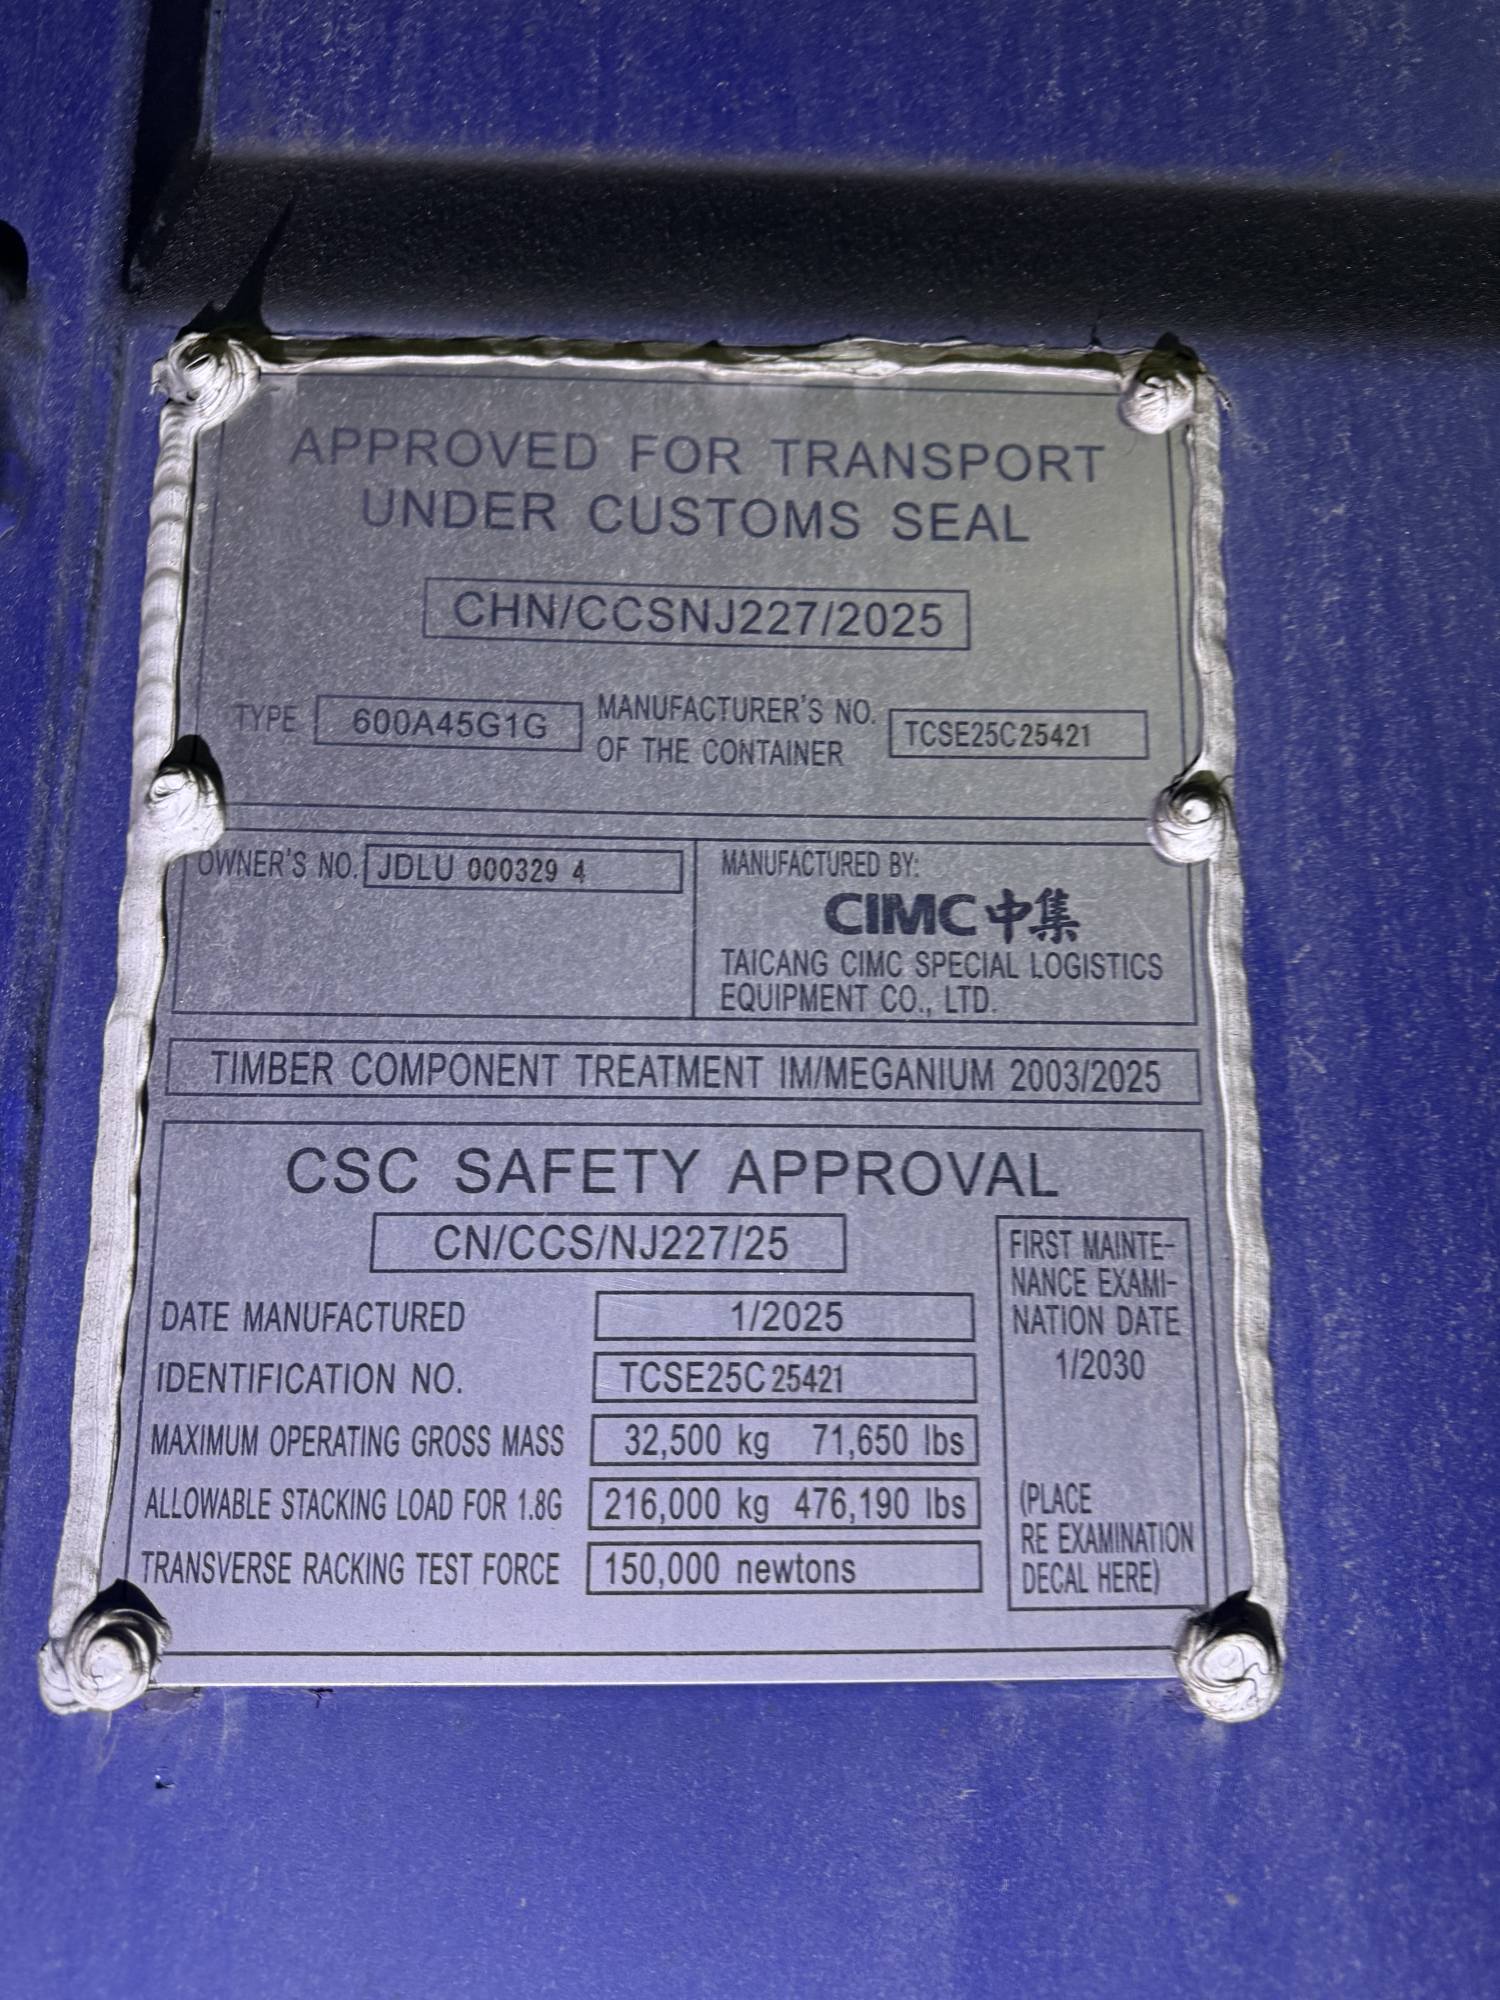 APPROVED FOR TRANSPORT
UNDER CUSTOMS SEAL
CHN/CCSNJ227/2025
TYPE 600A45G1G MANUFACTURER'S NO. OF THE CONTAINER TCSE25C25421
OWNER'S NO. JDLU 000329 4
MANUFACTURED BY:
CIMC中集
TAICANG CIMC SPECIAL LOGISTICS
EQUIPMENT CO., LTD.
TIMBER COMPONENT TREATMENT IM/MEGANIUM 2003/2025
CSC SAFETY APPROVAL
CN/CCS/NJ227/25
DATE MANUFACTURED 1/2025
IDENTIFICATION NO. TCSE25C25421
MAXIMUM OPERATING GROSS MASS 32,500 kg 71,650 lbs
ALLOWABLE STACKING LOAD FOR 1.8G 216,000 kg 476,190 lbs
TRANSVERSE RACKING TEST FORCE 150,000 newtons
FIRST MAINTE-
NANCE EXAMI-
NATION DATE
1/2030
(PLACE
RE EXAMINATION
DECAL HERE)